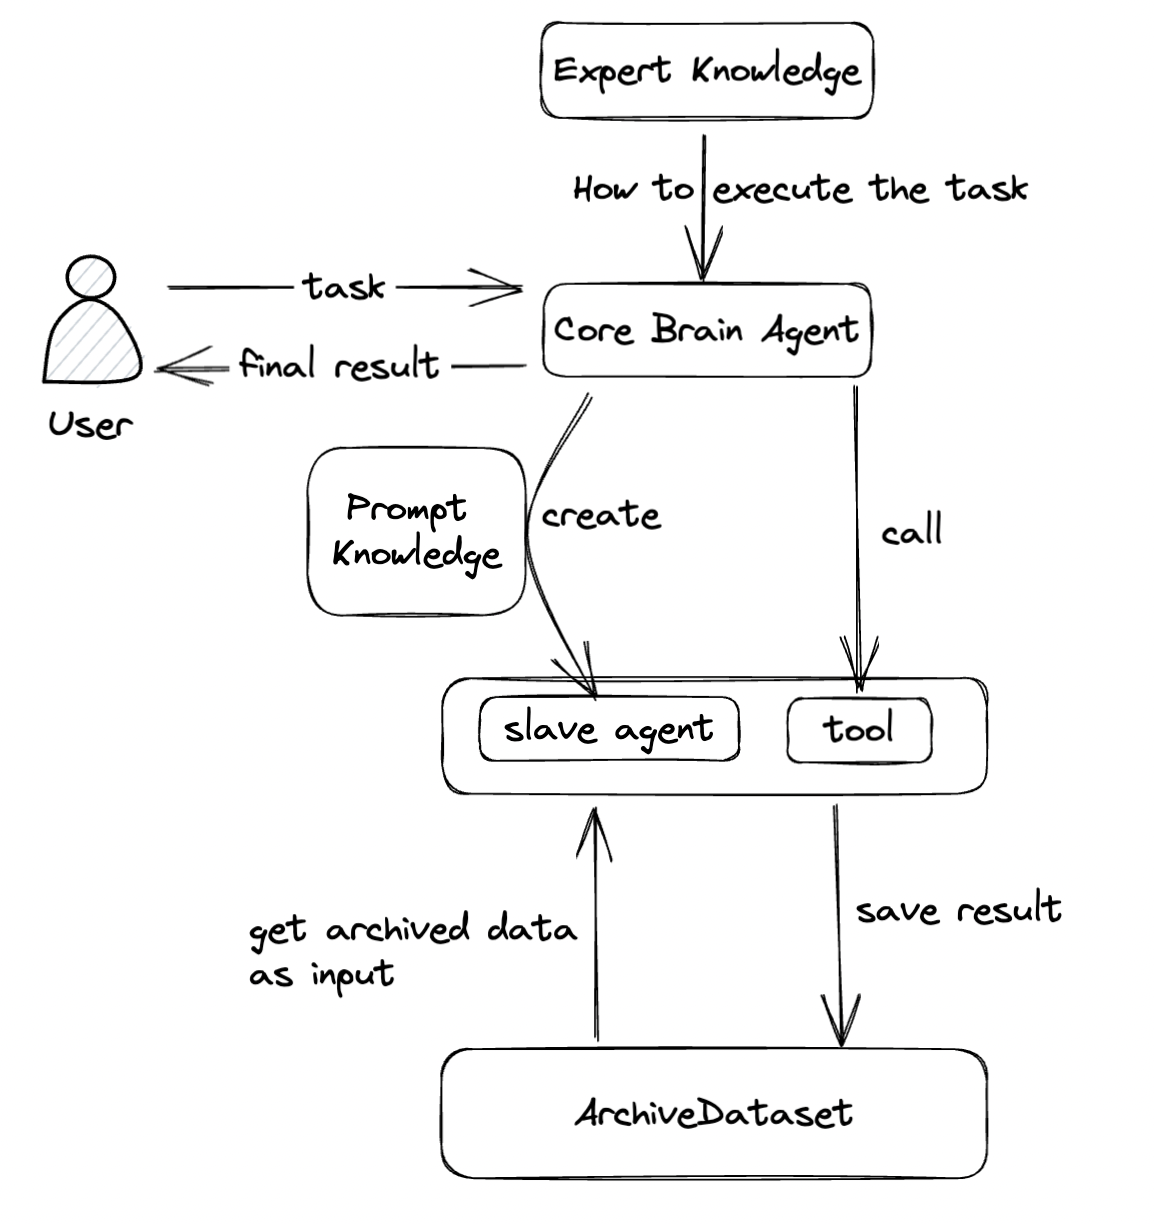 Expert Knowledge
How to execute the task
task
Core Brain Agent
final result
User
Prompt
Knowledge
create
call
slave agent
tool
get archived data
as input
save result
ArchiveDataset